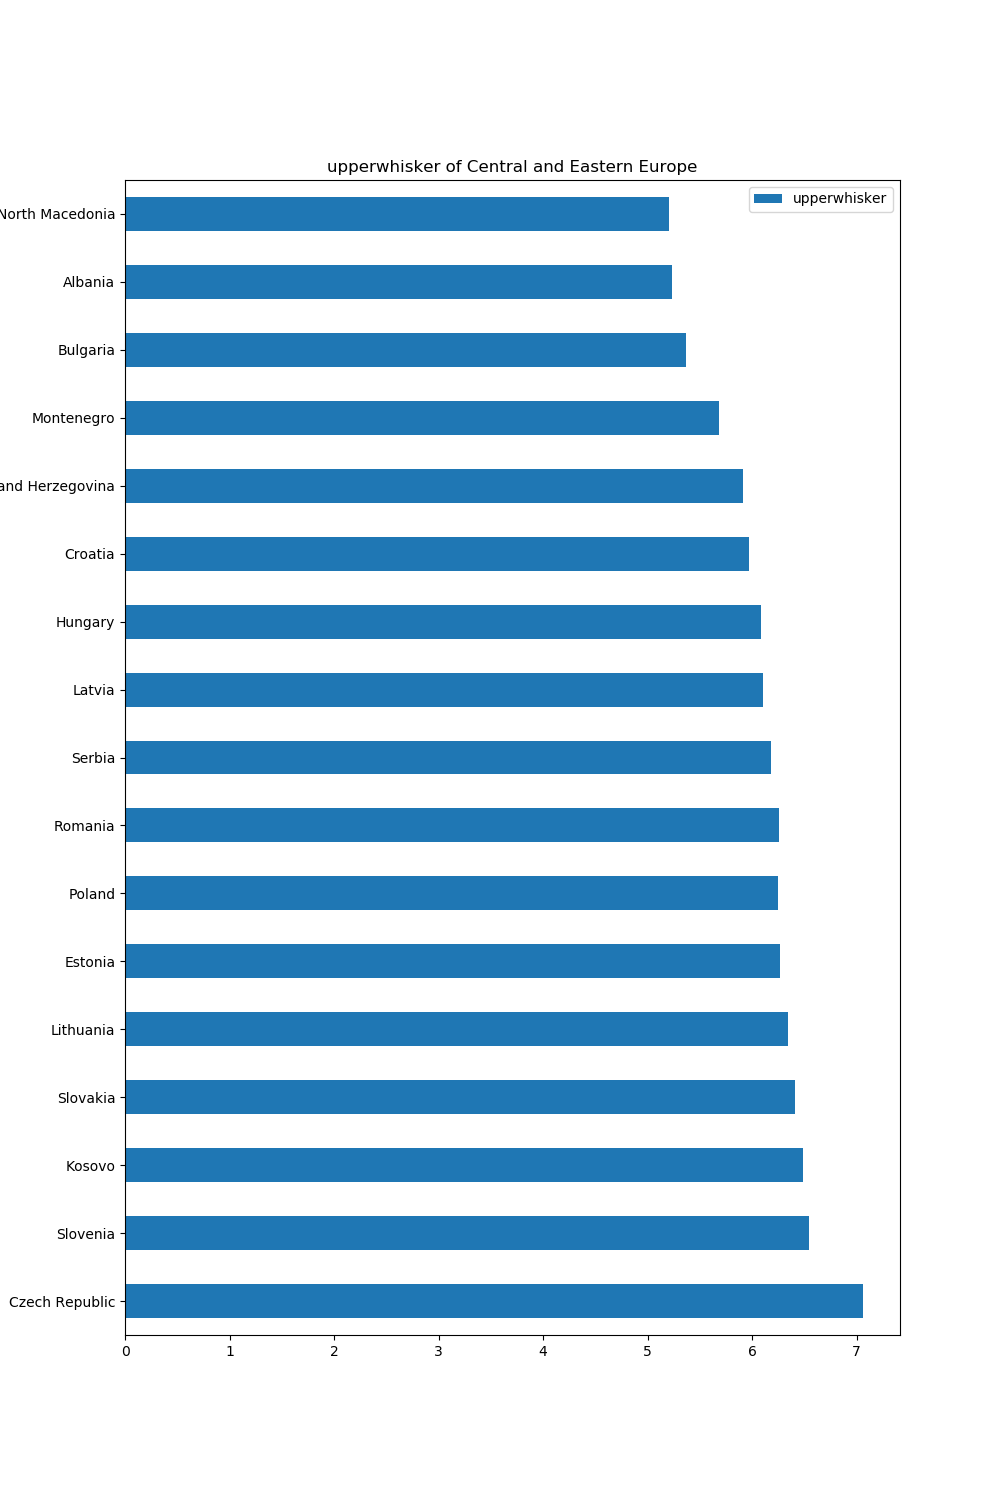 upperwhisker of Central and Eastern Europe
upperwhisker
North Macedonia
Albania
Bulgaria
Montenegro
and Herzegovina
Croatia
Hungary
Latvia
Serbia
Romania
Poland
Estonia
Lithuania
Slovakia
Kosovo
Slovenia
Czech Republic
0 1 2 3 4 5 6 7